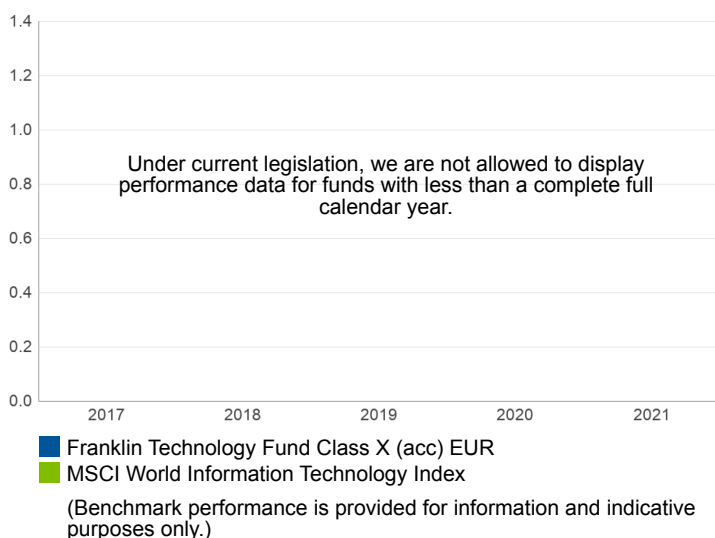 1.4
1.2
1.0
Under current legislation, we are not allowed to display
performance data for funds with less than a complete full
calendar year.
0.8
0.6
0.4
0.2
0.0
2017 2018 2019 2020 2021
Franklin Technology Fund Class X (acc) EUR
MSCI World Information Technology Index
(Benchmark performance is provided for information and indicative
purposes only.)